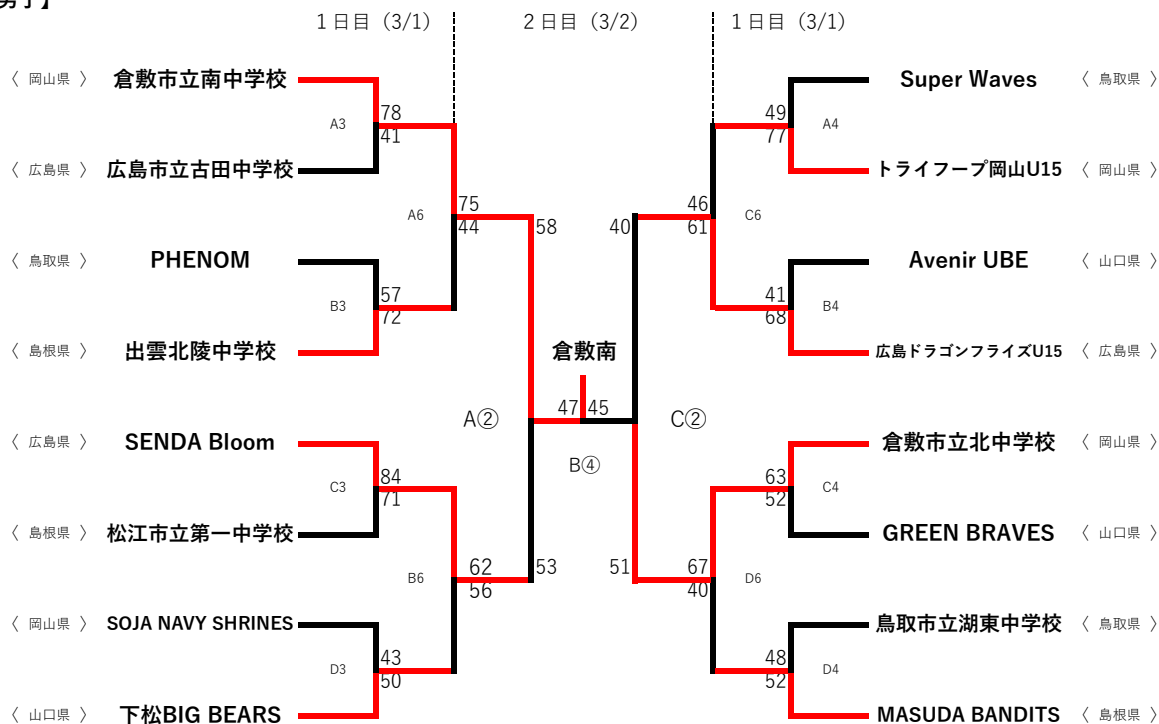 男子】
1日目（3/1） 2日目（3/2） 1日目（3/1）
〈 岡山県 〉 倉敷市立南中学校 Super Waves 〈 鳥取県 〉
A3 78 49 A4
41 77
〈 広島県 〉 広島市立古田中学校 トライフープ岡山U15 〈 岡山県 〉
A6 75 58 40 46 C6
44 61
〈 鳥取県 〉 PHENOM Avenir UBE 〈 山口県 〉
B3 57 41 B4
72 68
〈 島根県 〉 出雲北陵中学校 倉敷南 広島ドラゴンフライズU15 〈 広島県 〉
A② 47 45 C②
〈 広島県 〉 SENDA Bloom 倉敷市立北中学校 〈 岡山県 〉
B④
C3 84 63 C4
71 52
〈 島根県 〉 松江市立第一中学校 GREEN BRAVES 〈 山口県 〉
B6 62 53 51 67 D6
56 40
〈 岡山県 〉 SOJA NAVY SHRINES 鳥取市立湖東中学校 〈 鳥取県 〉
D3 43 48 D4
50 52
〈 山口県 〉 下松BIG BEARS MASUDA BANDITS 〈 島根県 〉